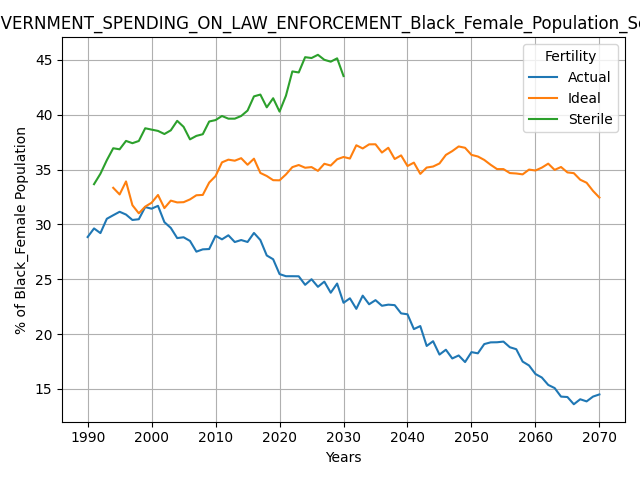 VERNMENT_SPENDING_ON_LAW_ENFORCEMENT_Black_Female_Population_S
Fertility
Actual
Ideal
Sterile
% of Black_Female Population
45
40
35
30
25
20
15
1990 2000 2010 2020 2030 2040 2050 2060 2070
Years